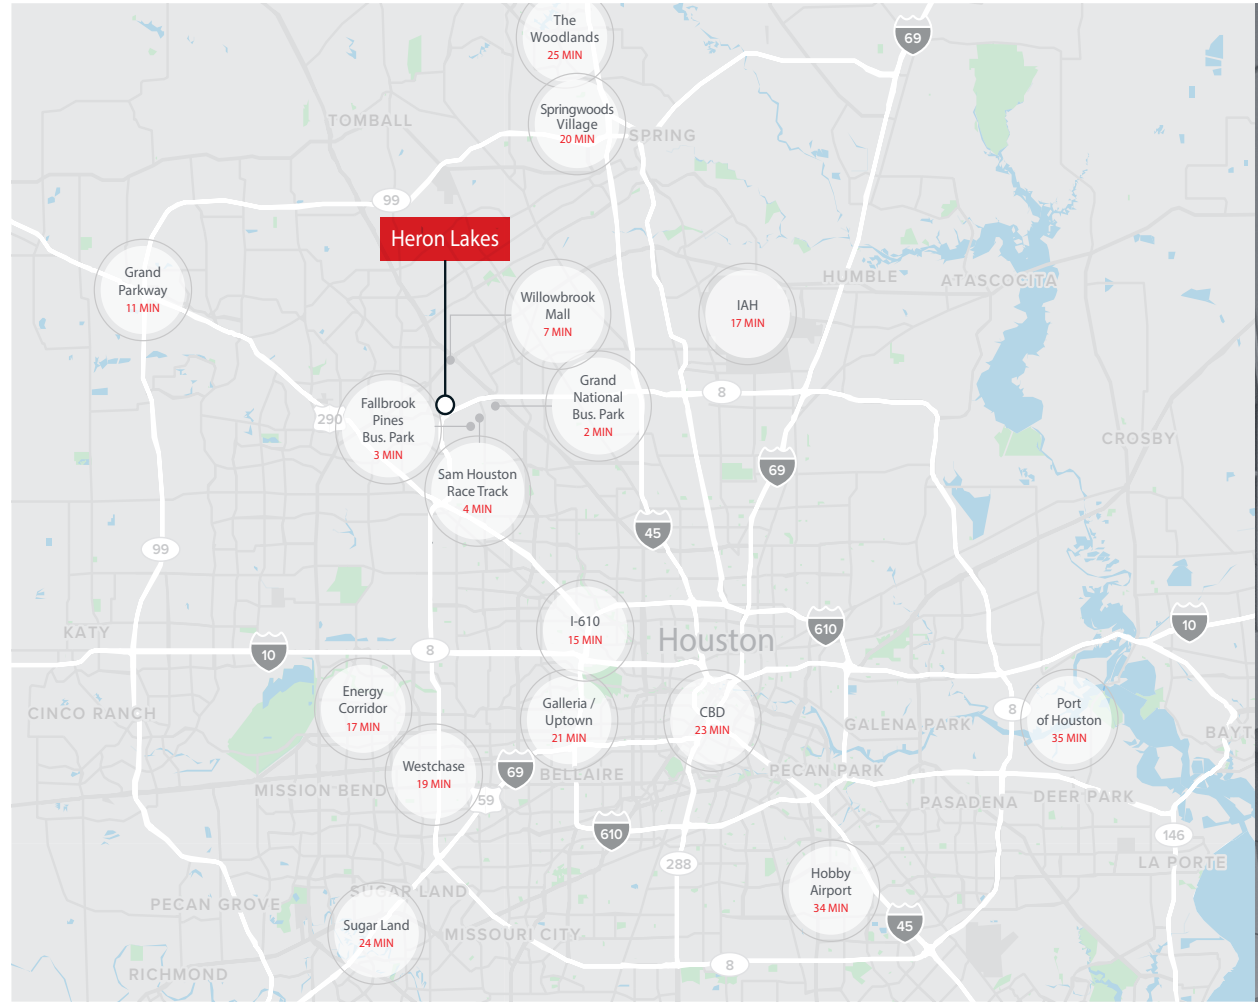 The
Woodlands
25 MIN
69
Springwoods
Village
20 MIN
TOMBALL
SPRING
99
Heron Lakes
Grand
Parkway
11 MIN
Willowbrook
Mall
7 MIN
IAH
17 MIN
HUMBLE
ATASCOCITA
Grand
National
Bus. Park
2 MIN
8
Fallbrook
Pines
Bus. Park
3 MIN
290
CROSBY
Sam Houston
Race Track
4 MIN
69
45
99
I-610
15 MIN
Houston
610
10
KATY
10
8
Energy
Corridor
17 MIN
Galleria /
Uptown
21 MIN
CBD
23 MIN
8
Port
of Houston
35 MIN
CINCO RANCH
GALENA PARK
BAYT
Westchase
19 MIN
69
BELLAIRE
PECAN PARK
MISSION BEND
59
PASADENA
DEER PARK
610
146
288
LA PORTE
Hobby
Airport
34 MIN
SUGAR LAND
PECAN GROVE
Sugar Land
24 MIN
MISSOURI CITY
45
8
RICHMOND